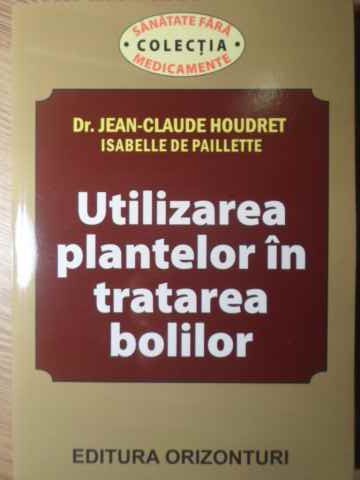 SĂNĂTATE FĂRĂ
• COLECȚIA •
MEDICAMENTE
Dr. JEAN-CLAUDE HOUDRET
ISABELLE DE PAILLETTE
Utilizarea
plantelor în
tratarea
bolilor
EDITURA ORIZONTURI